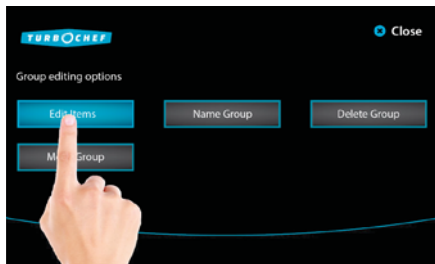 TURBOCHEF
Close
Group editing options
Edit Items
Name Group
Delete Group
Group